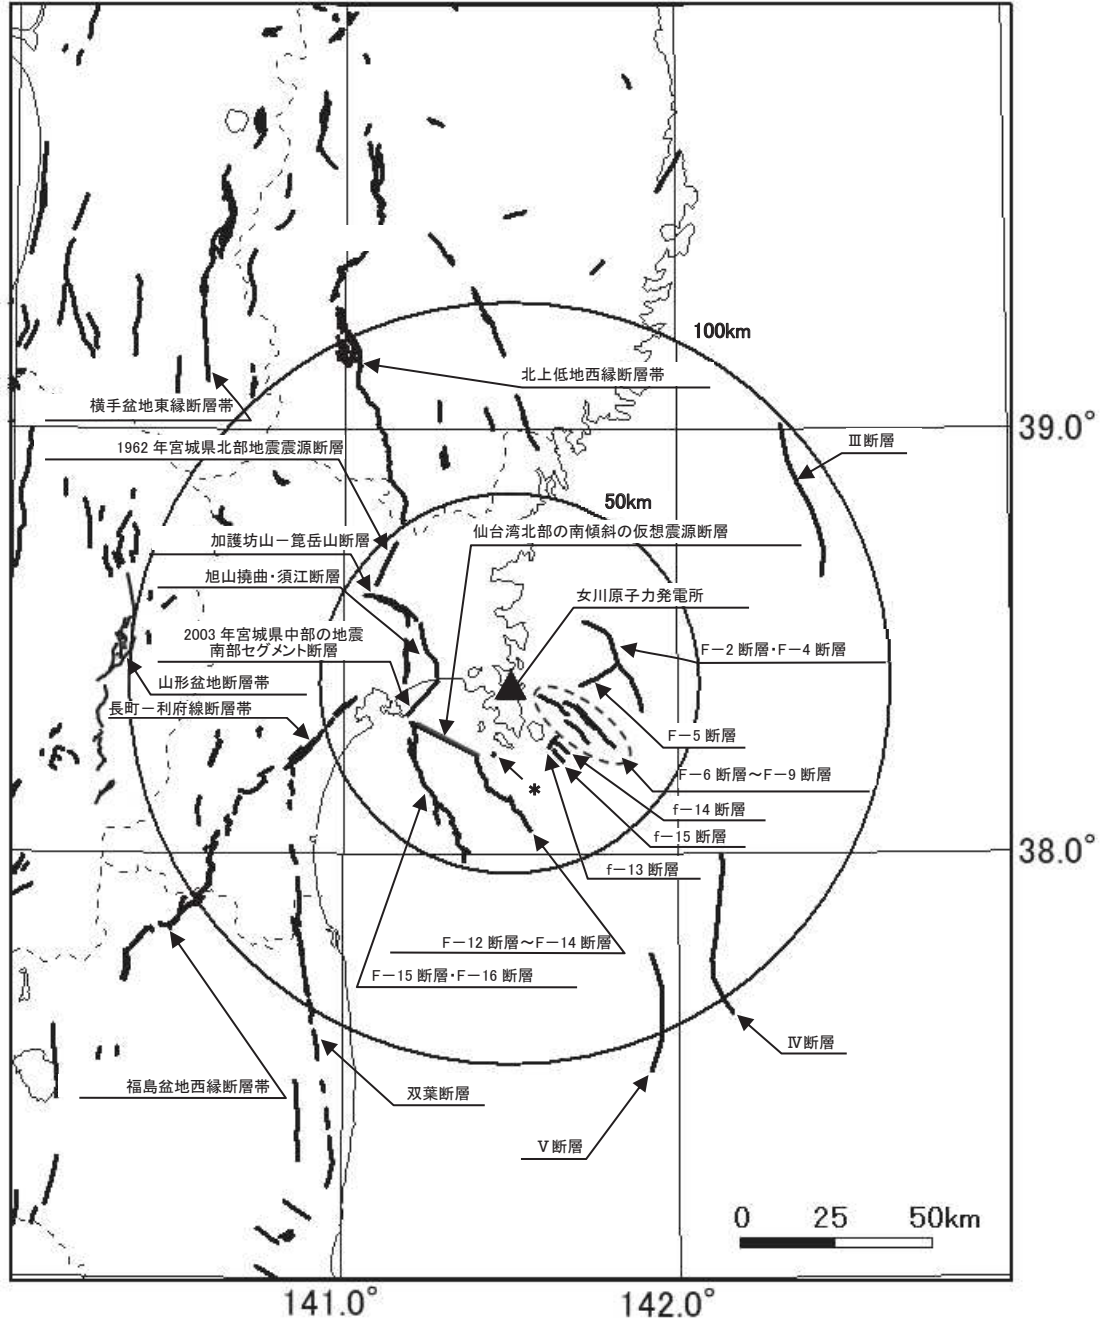 100km
北上低地西縁断層帯
横手盆地東縁断層帯
39.0°
Ⅲ断層
1962 年宮城県北部地震震源断層
50km
仙台湾北部の南傾斜の仮想震源断層
加護坊山－箟岳山断層
旭山撓曲・須江断層
女川原子力発電所
2003 年宮城県中部の地震
南部セグメント断層
F－2 断層・F－4 断層
山形盆地断層帯
長町－利府線断層帯
F－5 断層
F－6 断層～F－9 断層
*
f－14 断層
f－15 断層
38.0°
f－13 断層
F－12 断層～F－14 断層
F－15 断層・F－16 断層
Ⅳ断層
福島盆地西縁断層帯
双葉断層
Ⅴ断層
0 25 50km
141.0° 142.0°